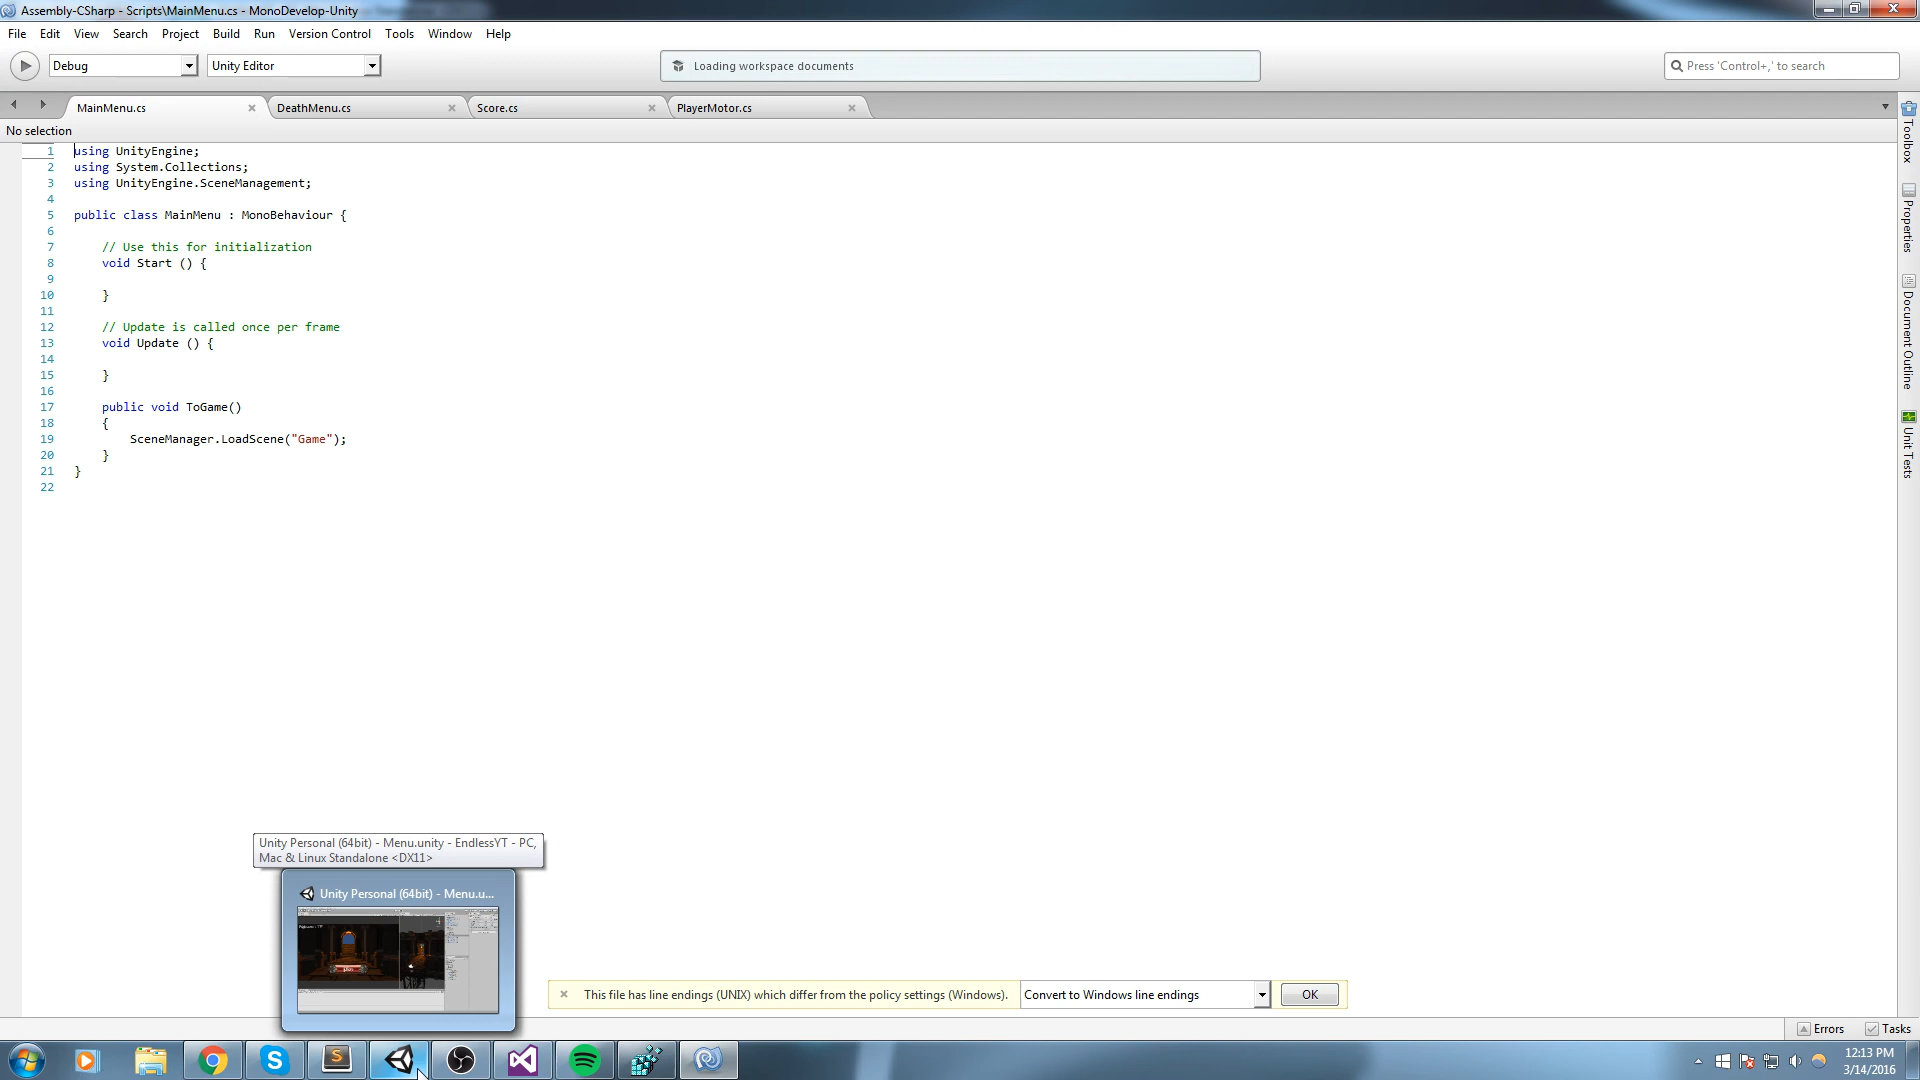 Assembly-CSharp - Scripts\MainMenu.cs - MonoDevelop-Unity
File Edit View Search Project Build Run Version Control Tools Window Help
Debug Unity Editor Loading workspace documents Press 'Control+,' to search
MainMenu.cs DeathMenu.cs Score.cs PlayerMotor.cs
No selection
1 using UnityEngine;
2 using System.Collections;
3 using UnityEngine.SceneManagement;
4
5 public class MainMenu : MonoBehaviour {
6
7 // Use this for initialization
8 void Start () {
9
10 }
11
12 // Update is called once per frame
13 void Update () {
14
15 }
16
17 public void ToGame()
18 {
19 SceneManager.LoadScene("Game");
20 }
21 }
22
Toolbox
Properties
Document Outline
Unit Tests
Unity Personal (64bit) - Menu.unity - EndlessYT - PC,
Mac & Linux Standalone <DX11>
Unity Personal (64bit) - Menu.u...
This file has line endings (UNIX) which differ from the policy settings (Windows). Convert to Windows line endings OK
Errors Tasks
12:13 PM
3/14/2016